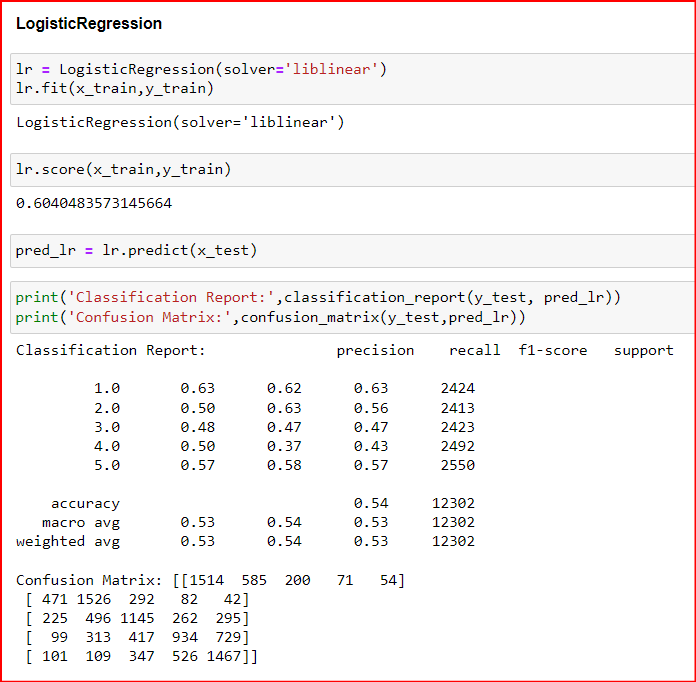 LogisticRegression
lr = LogisticRegression(solver='liblinear')
lr.fit(x_train,y_train)
LogisticRegression(solver='liblinear')
lr.score(x_train,y_train)
0.6040483573145664
pred_lr = lr.predict(x_test)
print('Classification Report:',classification_report(y_test, pred_lr))
print('Confusion Matrix:',confusion_matrix(y_test,pred_lr))
Classification Report:               precision    recall  f1-score   support
         1.0       0.63      0.62      0.63      2424
         2.0       0.50      0.63      0.56      2413
         3.0       0.48      0.47      0.47      2423
         4.0       0.50      0.37      0.43      2492
         5.0       0.57      0.58      0.57      2550
    accuracy                           0.54     12302
   macro avg       0.53      0.54      0.53     12302
weighted avg       0.53      0.54      0.53     12302
Confusion Matrix: [[1514  585  200   71   54]
 [ 471 1526  292   82   42]
 [ 225  496 1145  262  295]
 [  99  313  417  934  729]
 [ 101  109  347  526 1467]]